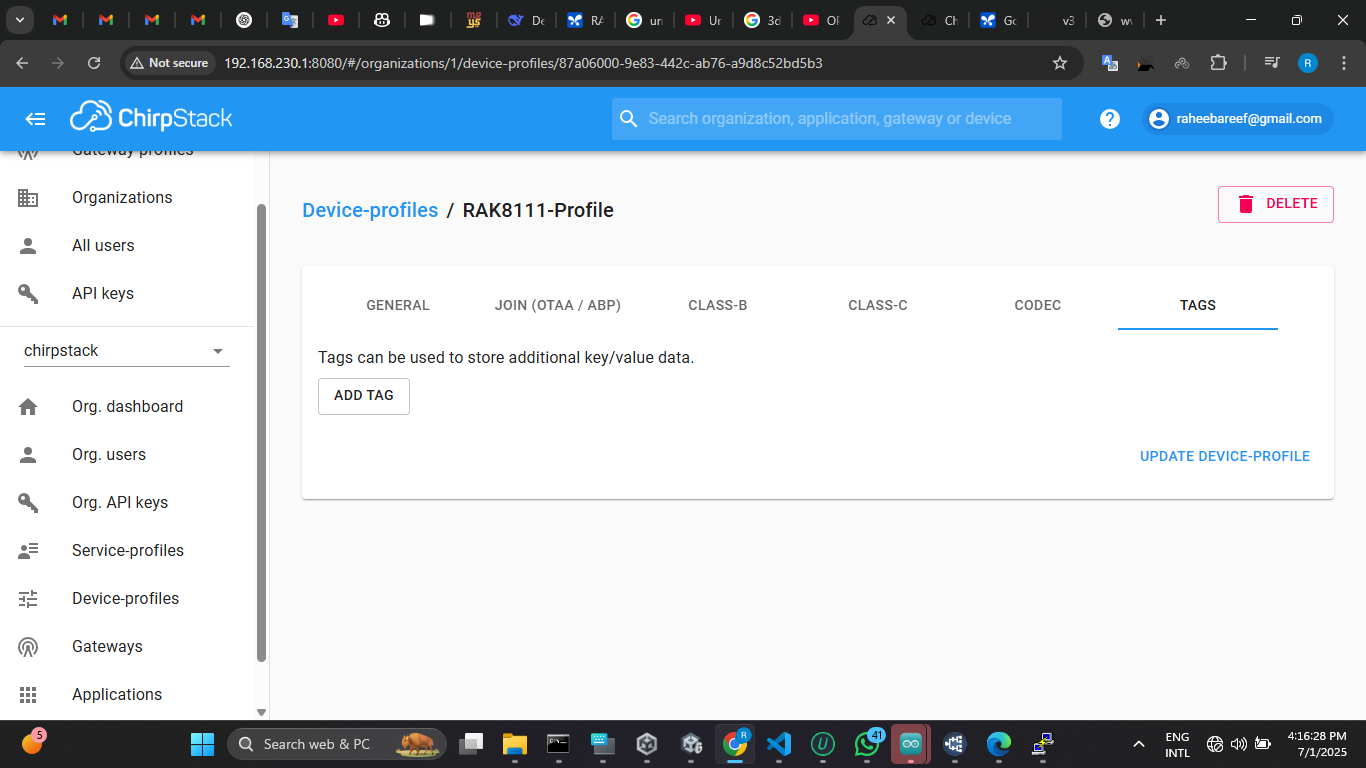 De
RA
un
Ur
3d
Ol
Ch
Go
v3
wv
Not secure
192.168.230.1:8080/#/organizations/1/device-profiles/87a06000-9e83-442c-ab76-a9d8c52bd5b3
R
ChirpStack
Search organization, application, gateway or device
raheebareef@gmail.com
Gateway profiles
Organizations
All users
API keys
chirpstack
Org. dashboard
Org. users
Org. API keys
Service-profiles
Device-profiles
Gateways
Applications
Device-profiles / RAK8111-Profile
DELETE
GENERAL JOIN (OTAA / ABP) CLASS-B CLASS-C CODEC TAGS
Tags can be used to store additional key/value data.
ADD TAG
UPDATE DEVICE-PROFILE
5
Search web & PC
R
41
ENG
INTL
4:16:28 PM
7/1/2025